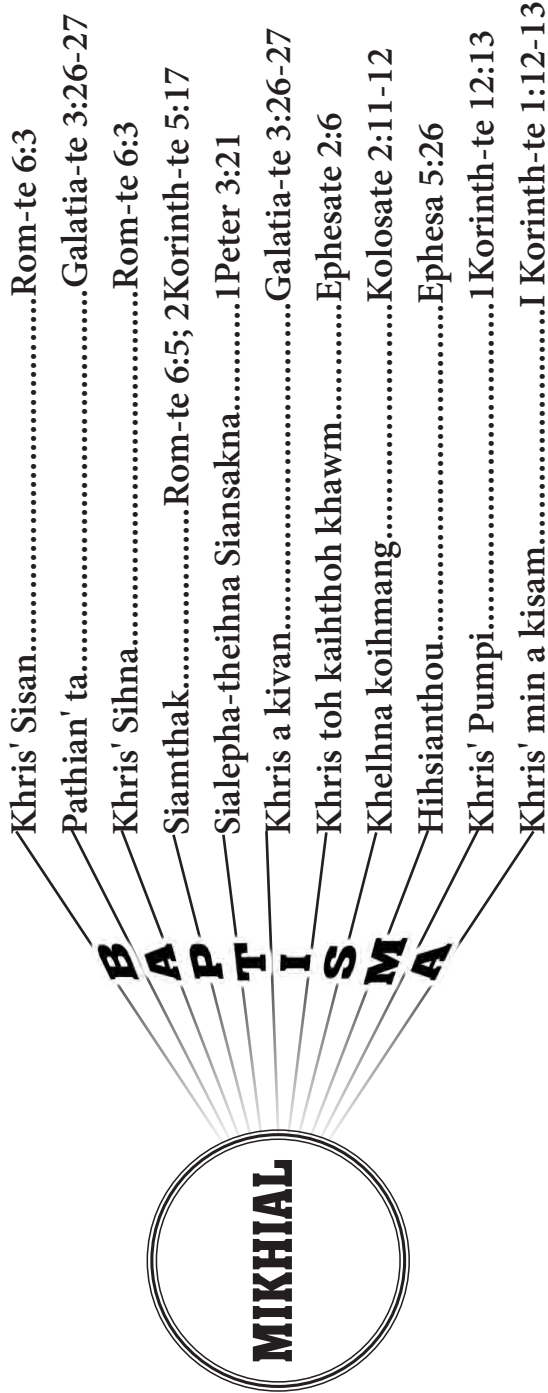 MIKHIAL
BAPTISMA
Khris' Sisan........................................Rom-te 6:3
Pathian' ta........................................Galatia-te 3:26-27
Khris' Sihna........................................Rom-te 6:3
Siamthak....................Rom-te 6:5; 2Korinth-te 5:17
Sialepha-theihna Siansakna............1Peter 3:21
Khris a kivan........................................Galatia-te 3:26-27
Khris toh kaihthoh khawm............Ephesate 2:6
Khelhna koihmang..........................Kolosate 2:11-12
Hihsianthou........................................Ephesa 5:26
Khris' Pumpi........................................1Korinth-te 12:13
Khris' min a kisam..........................I Korinth-te 1:12-13